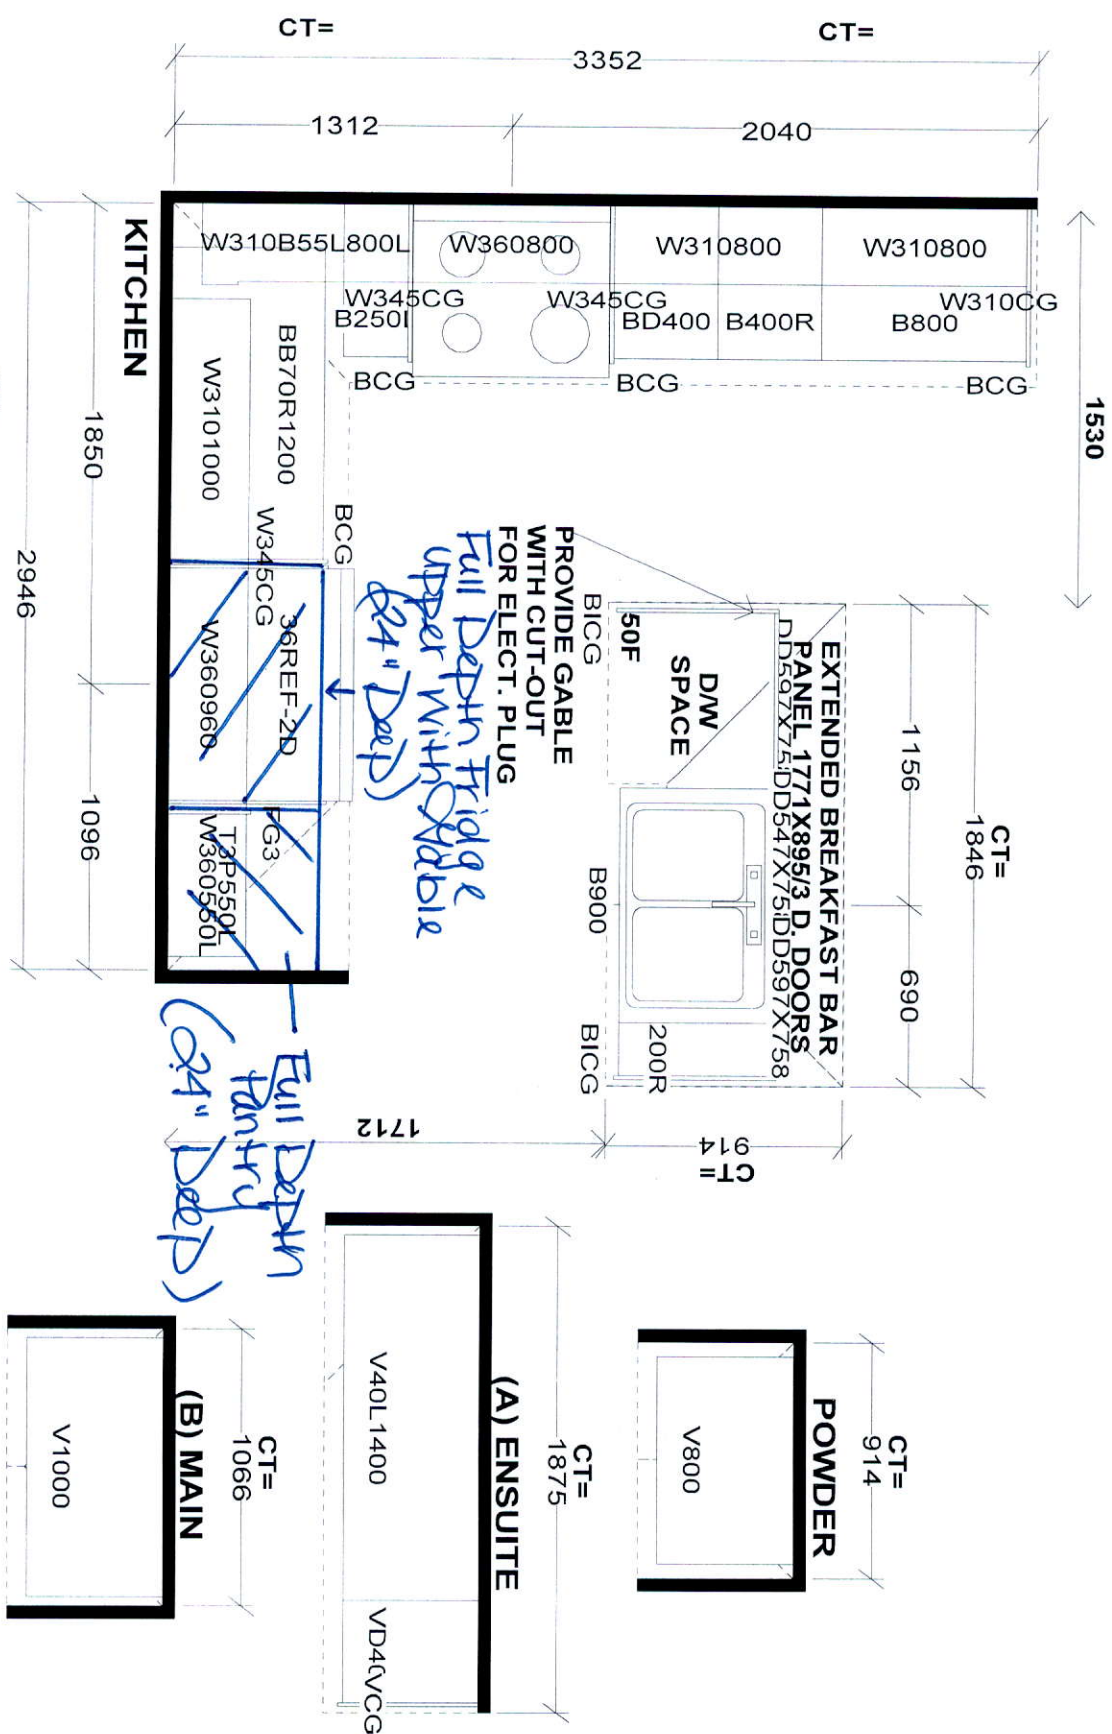 CT=
CT=
3352
1312
2040
W310B55L800L
W360800
W310800
W310800
W345CG
W345CG
W310CG
B250L
BD400
B400R
B800
BCG
BCG
BCG
1530
KITCHEN
W3101000
BB70R1200
W345CG
BCG
W360960
36REF-2D
FG3
T3P550L
W360550L
1850
1096
2946
PROVIDE GABLE
WITH CUT-OUT
FOR ELECT. PLUG
Full Depth Fridge
upper With Gable
(24" Deep)
Full Depth
Pantry
(24" Deep)
EXTENDED BREAKFAST BAR
PANEL 1771X895/3 D. DOORS
DD597X758
DD547X758
DD597X758
50F
D/W
SPACE
BICG
B900
BICG
200R
1156
690
CT=
1846
1712
914
CT=
POWDER
CT=
914
V800
(A) ENSUITE
CT=
1875
V40L1400
VD40
VCG
(B) MAIN
CT=
1066
V1000